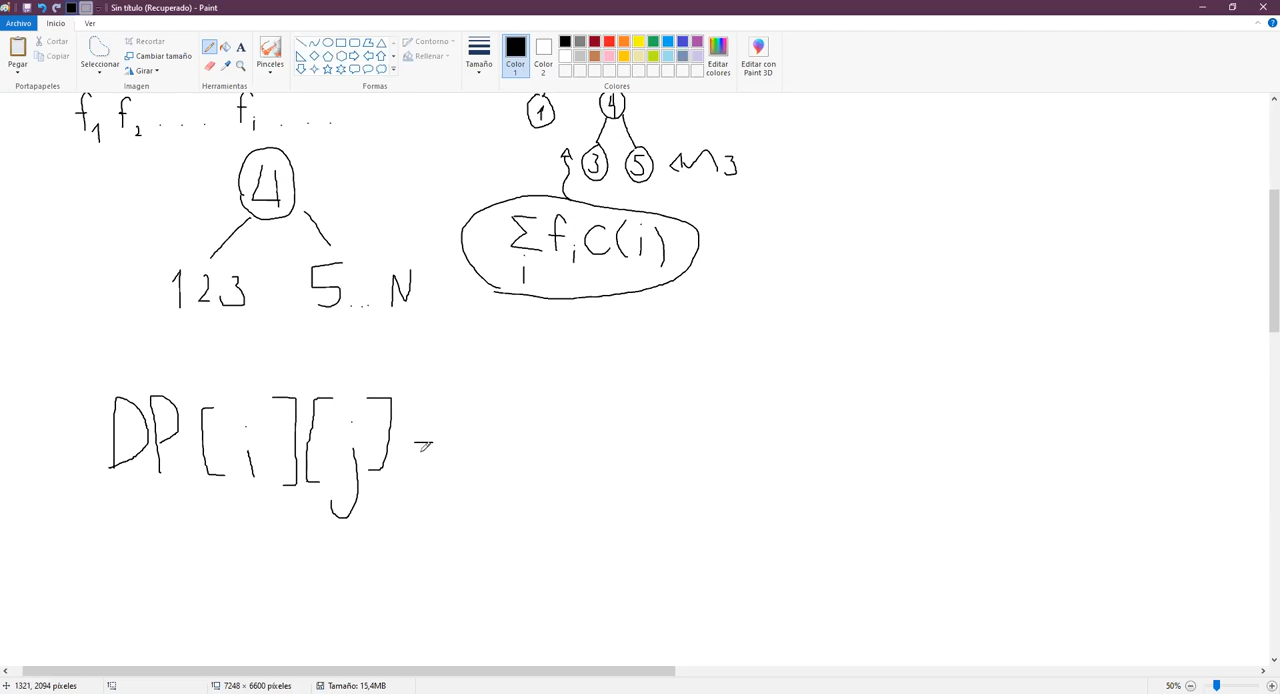 Sin título (Recuperado) - Paint
Archivo Inicio Ver
Pegar Cortar Copiar Seleccionar Recortar Cambiar tamaño Girar Pinceles Contorno Rellenar Tamaño Color 1 Color 2 Editar colores Editar con Paint 3D
Portapapeles Imagen Herramientas Formas Colores
f1 f2 . . . fi . . . .
1 4
3 5 3
4
Σ i fi C(i)
1 2 3 5 ... N
DP[i][j] =
1321, 2094 píxeles 7248 × 6600 píxeles Tamaño: 15,4MB 50%